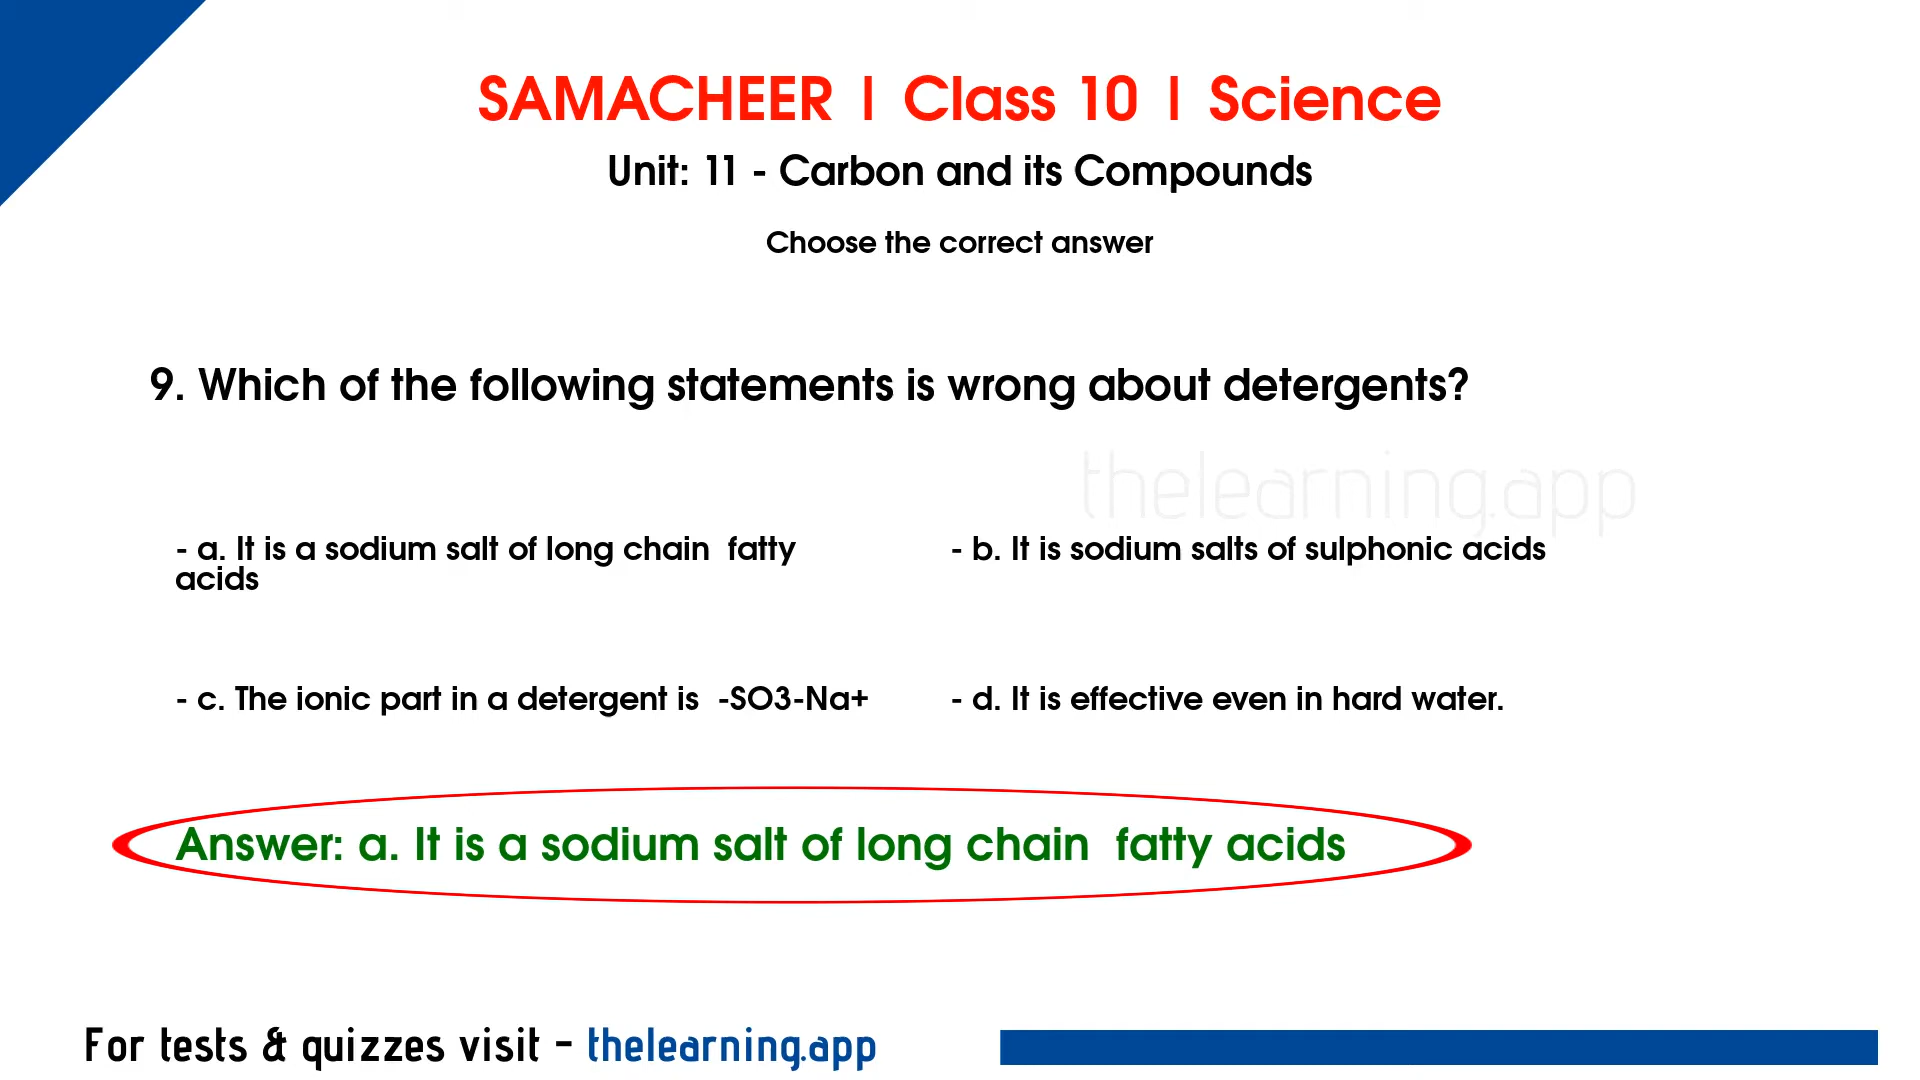 SAMACHEER | Class 10 | Science
Unit: 11 - Carbon and its Compounds
Choose the correct answer
9. Which of the following statements is wrong about detergents?
thelearning.app
- a. It is a sodium salt of long chain  fatty
acids
- b. It is sodium salts of sulphonic acids
- c. The ionic part in a detergent is  -SO3-Na+
- d. It is effective even in hard water.
Answer: a. It is a sodium salt of long chain  fatty acids
For tests & quizzes visit - thelearning.app